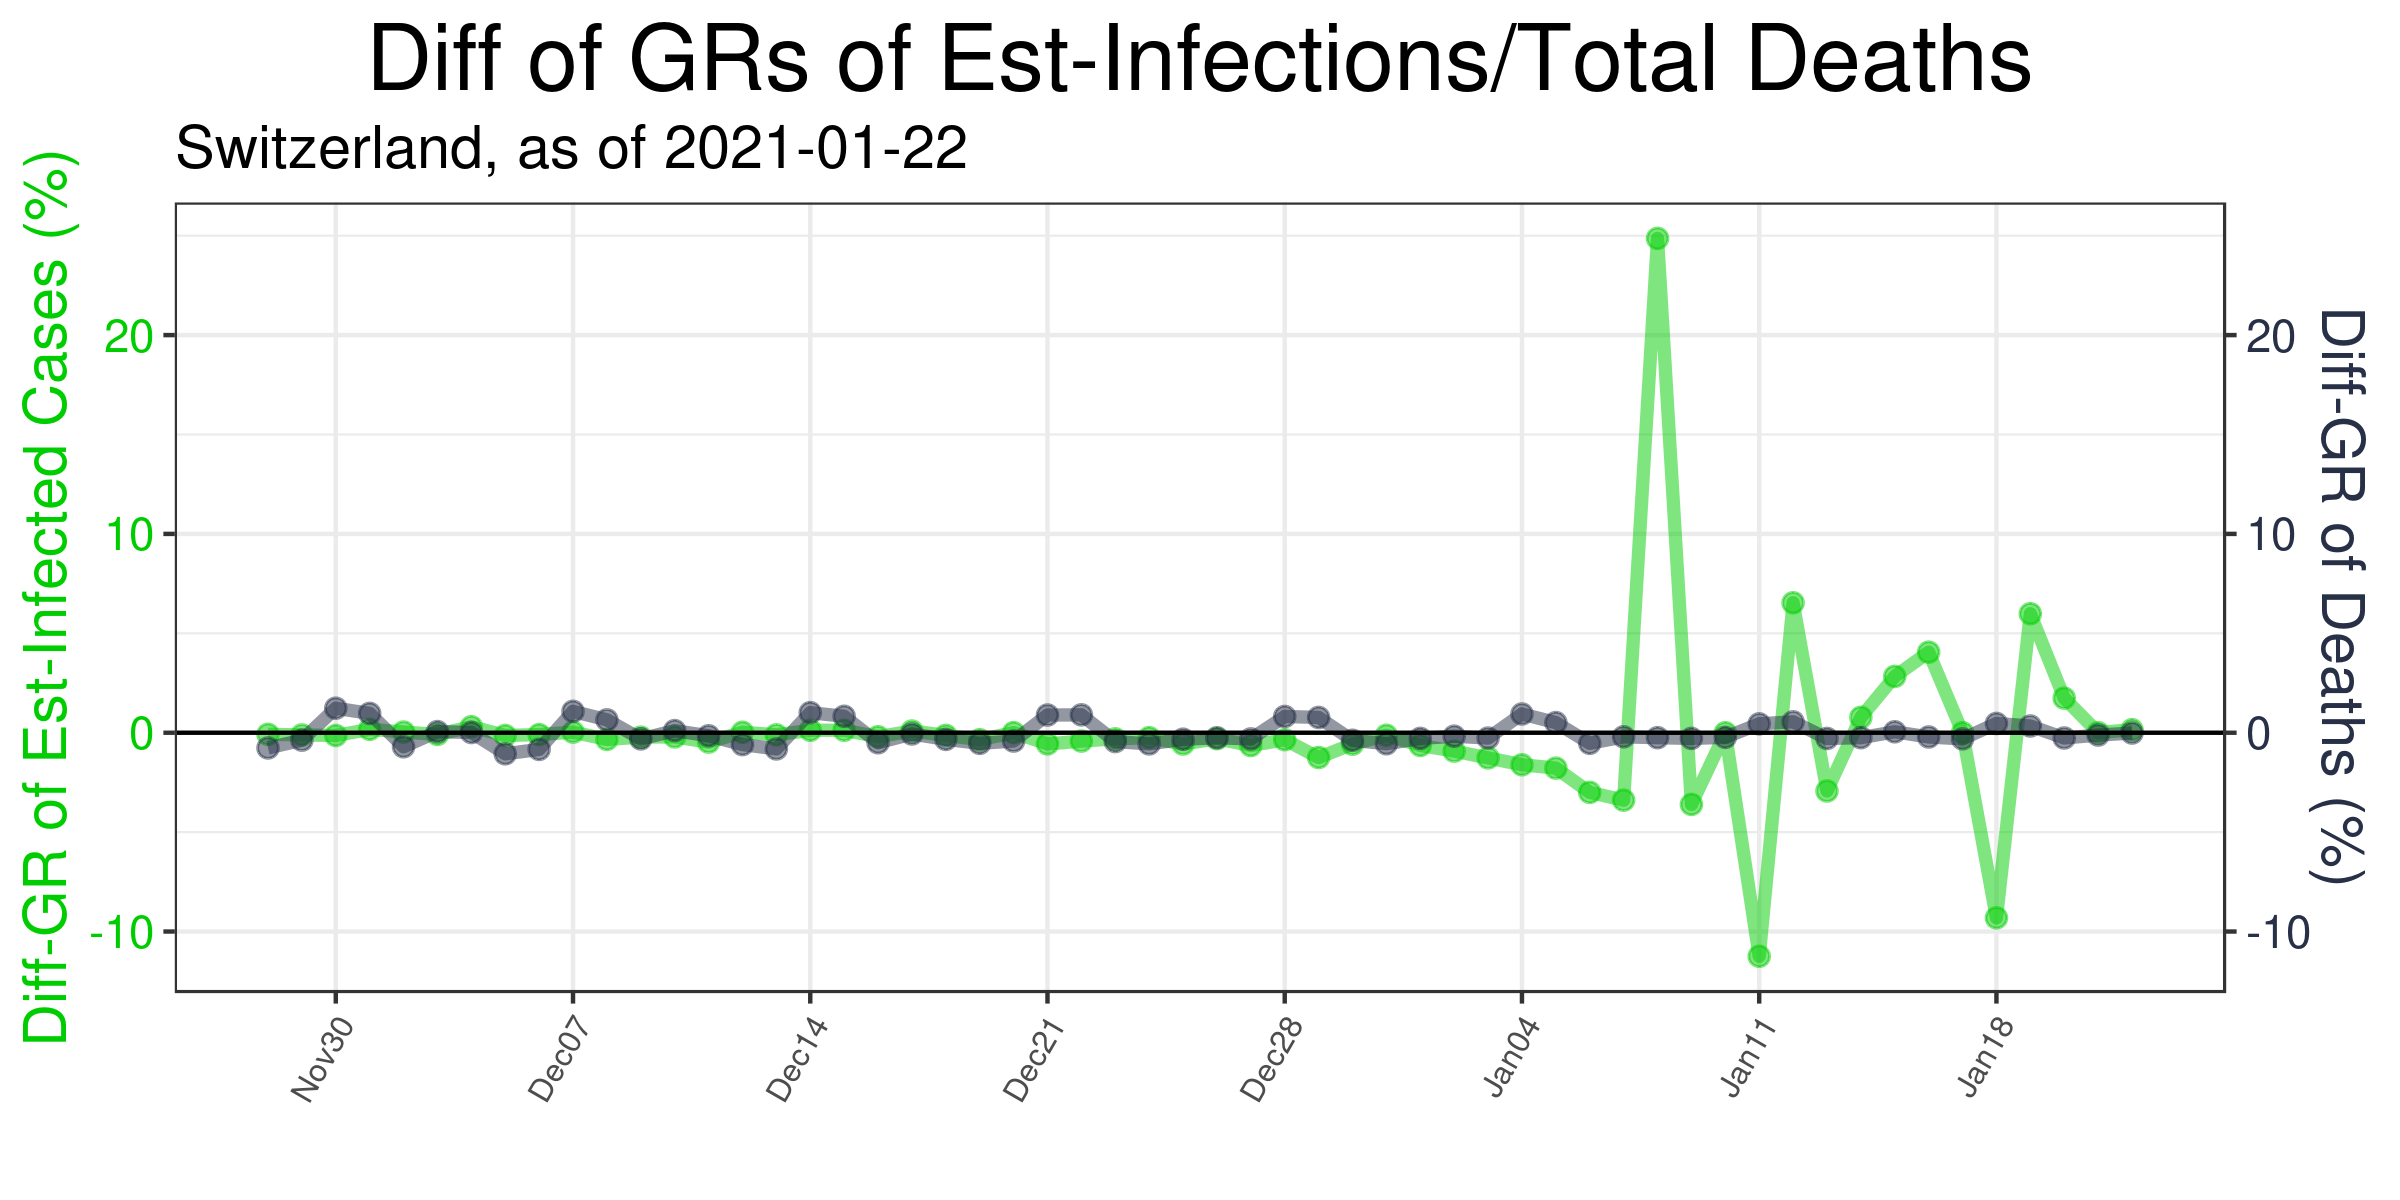 Diff of GRs of Est-Infections/Total Deaths
Switzerland, as of 2021-01-22
Diff-GR of Est-Infected Cases (%)
20
10
0
-10
20
10
0
-10
Diff-GR of Deaths (%)
Nov30
Dec07
Dec14
Dec21
Dec28
Jan04
Jan11
Jan18